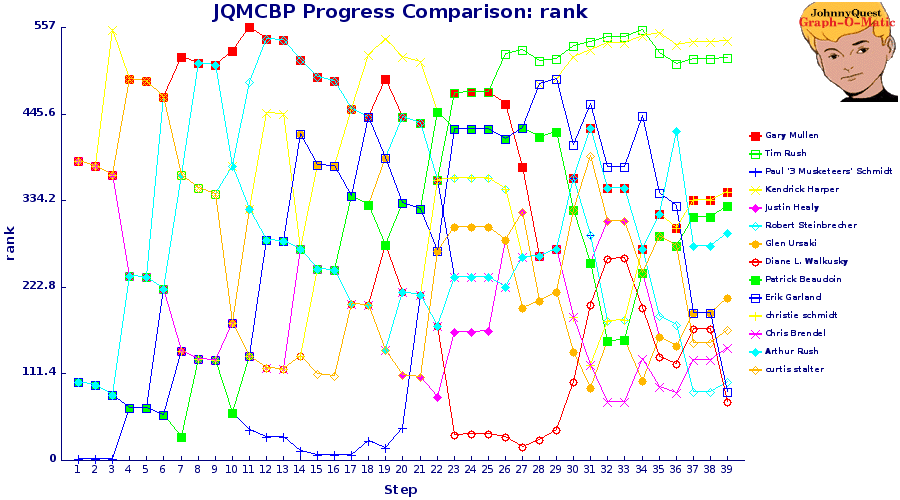 JQMCBP Progress Comparison: rank
JohnnyQuest
Graph-O-Matic
557
445.6
334.2
222.8
111.4
0
rank
1 2 3 4 5 6 7 8 9 10 11 12 13 14 15 16 17 18 19 20 21 22 23 24 25 26 27 28 29 30 31 32 33 34 35 36 37 38 39
Step
Gary Mullen
Tim Rush
Paul '3 Musketeers' Schmidt
Kendrick Harper
Justin Healy
Robert Steinbrecher
Glen Ursaki
Diane L. Walkusky
Patrick Beaudoin
Erik Garland
christie schmidt
Chris Brendel
Arthur Rush
curtis stalter